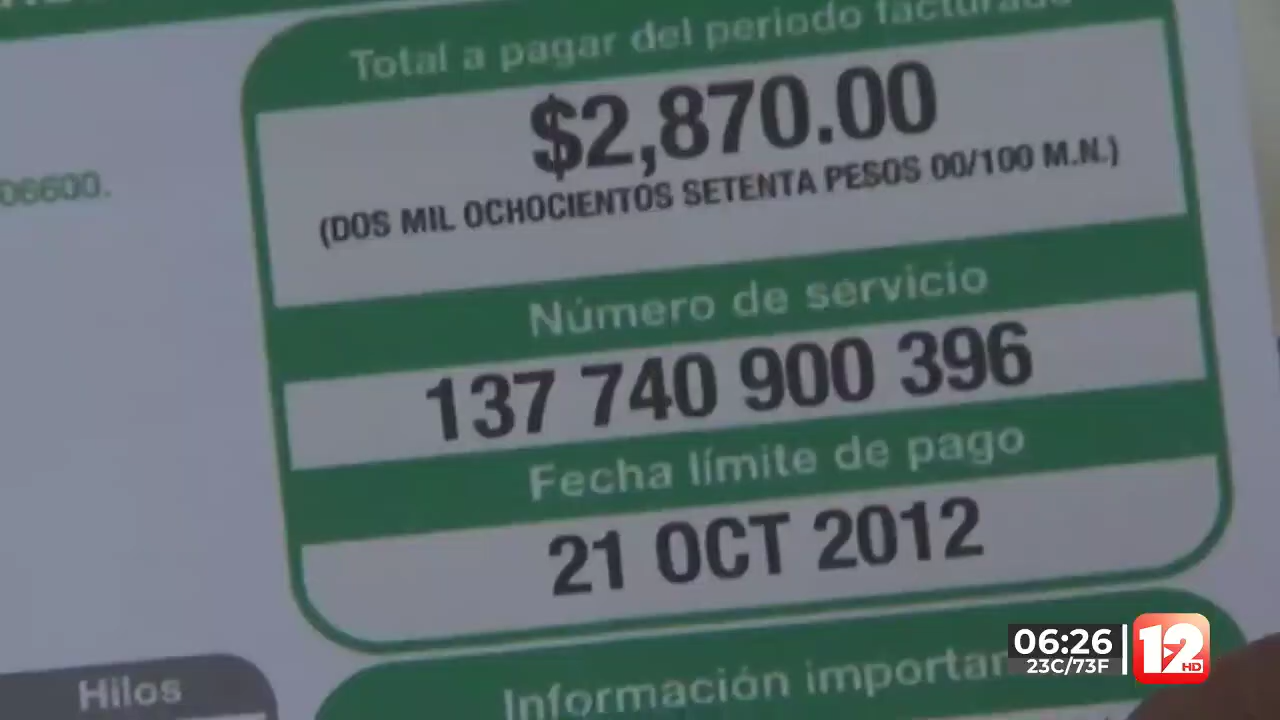 06600.
Total a pagar del periodo facturado
$2,870.00
(DOS MIL OCHOCIENTOS SETENTA PESOS 00/100 M.N.)
Número de servicio
137 740 900 396
Fecha límite de pago
21 OCT 2012
Hilos
Información importan
06:26
23C/73F
12
HD